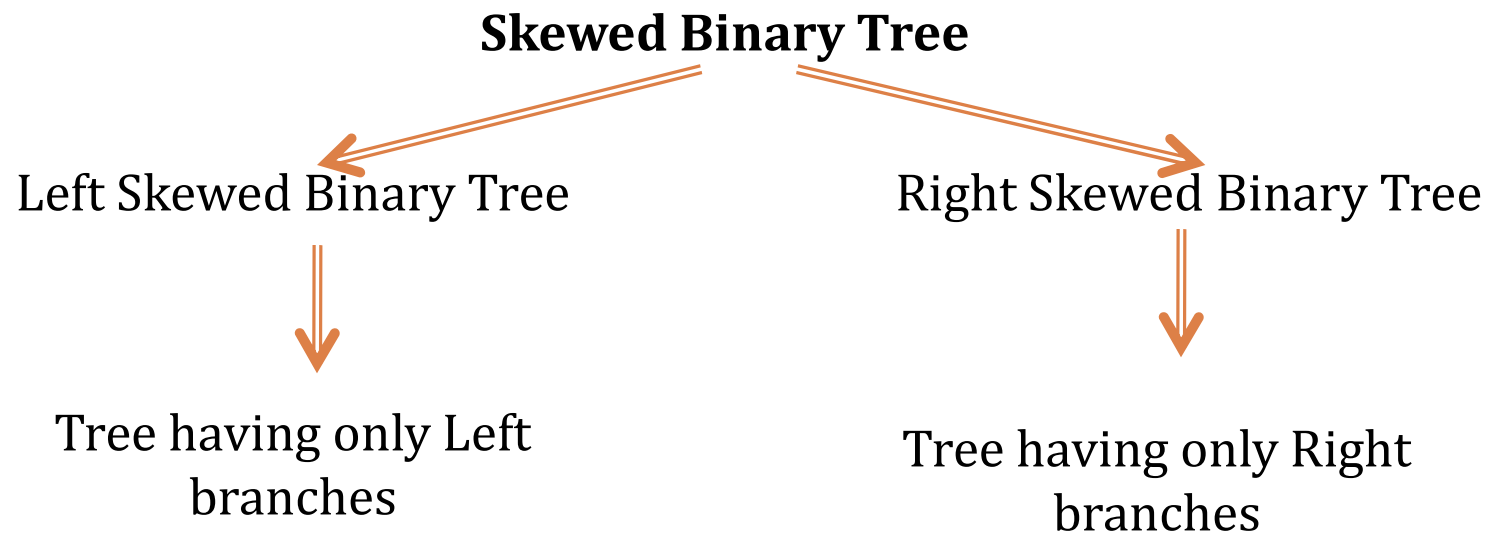 Skewed Binary Tree
Left Skewed Binary Tree
Right Skewed Binary Tree
Tree having only Left
branches
Tree having only Right
branches